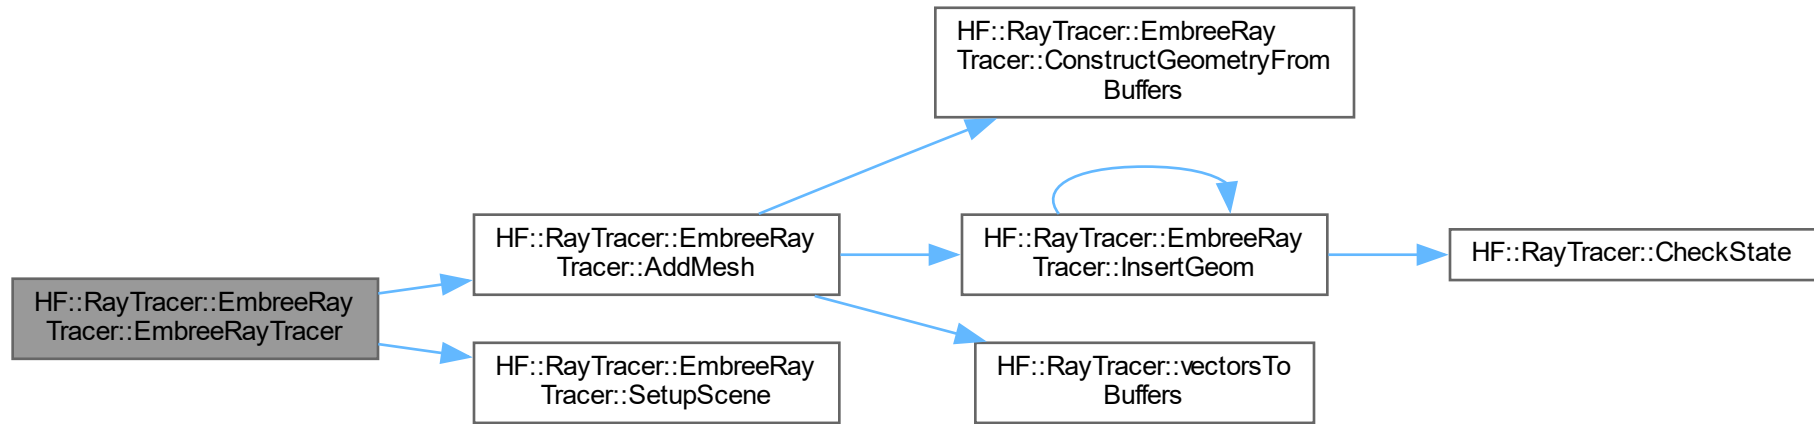 HF::RayTracer::EmbreeRay
Tracer::EmbreeRayTracer
HF::RayTracer::EmbreeRay
Tracer::AddMesh
HF::RayTracer::EmbreeRay
Tracer::SetupScene
HF::RayTracer::EmbreeRay
Tracer::ConstructGeometryFrom
Buffers
HF::RayTracer::EmbreeRay
Tracer::InsertGeom
HF::RayTracer::vectorsTo
Buffers
HF::RayTracer::CheckState